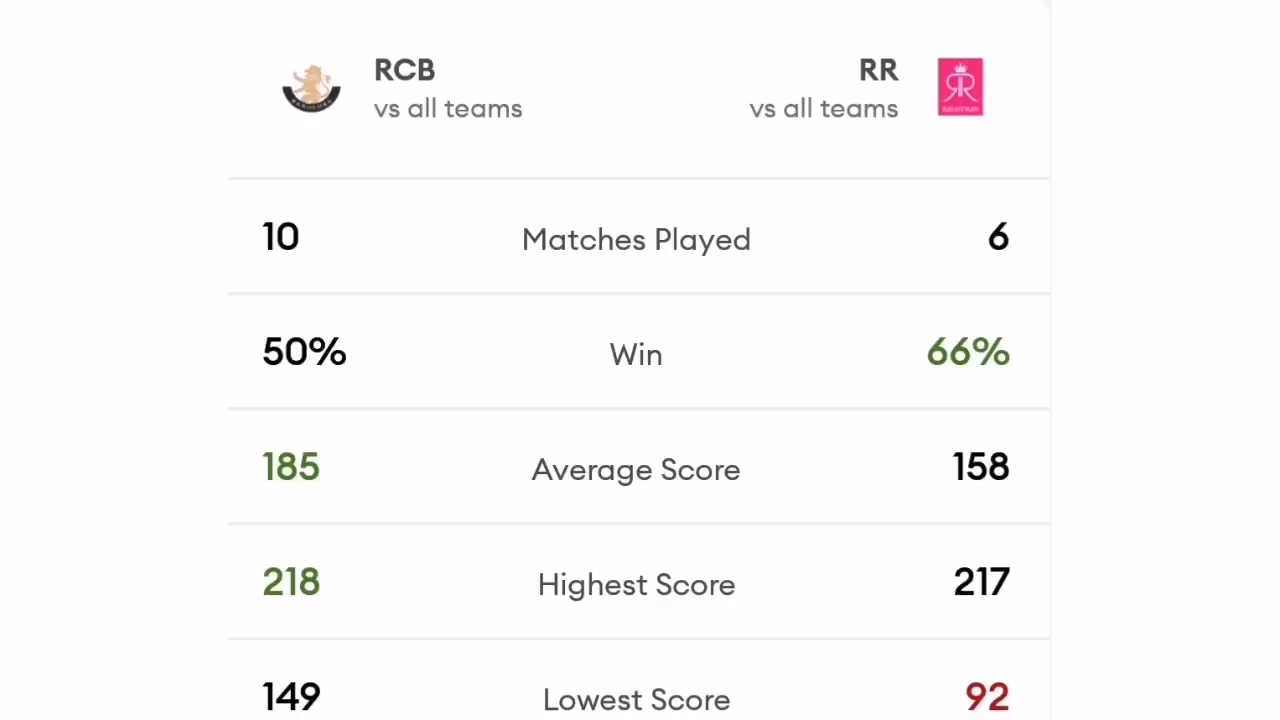 RCB
vs all teams
RR
vs all teams
10 Matches Played 6
50% Win 66%
185 Average Score 158
218 Highest Score 217
149 Lowest Score 92